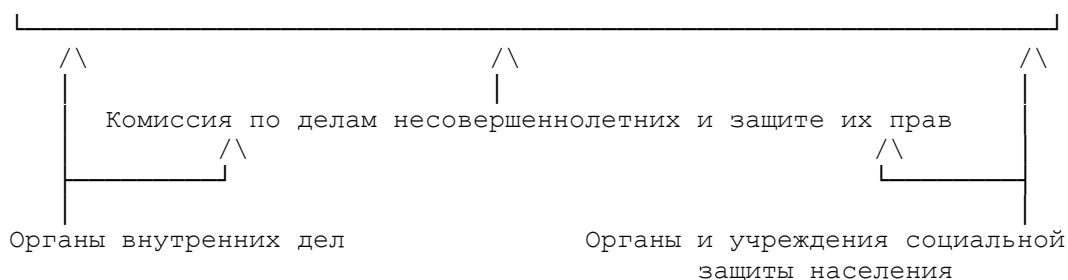 Комиссия по делам несовершеннолетних и защите их прав
Органы внутренних дел
Органы и учреждения социальной
защиты населения